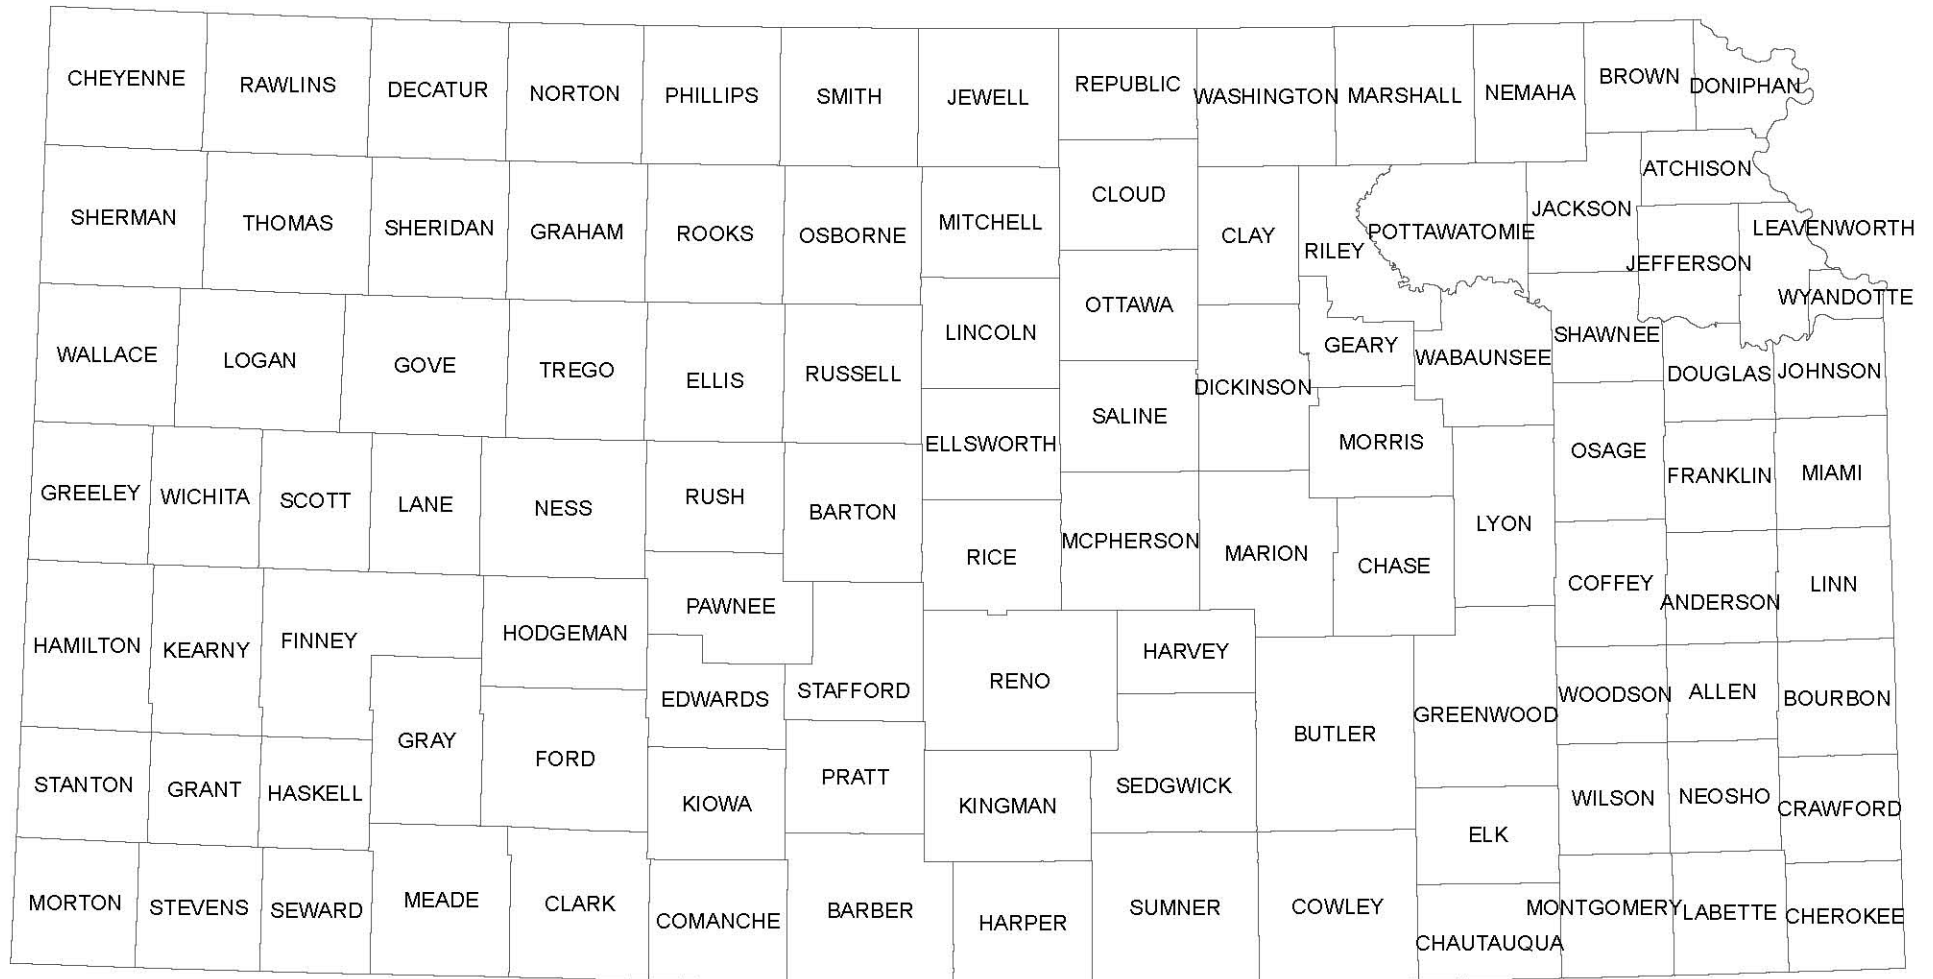 CHEYENNE
RAWLINS
DECATUR
NORTON
PHILLIPS
SMITH
JEWELL
REPUBLIC
WASHINGTON
MARSHALL
NEMAHA
BROWN
DONIPHAN
SHERMAN
THOMAS
SHERIDAN
GRAHAM
ROOKS
OSBORNE
MITCHELL
CLOUD
CLAY
RILEY
POTTAWATOMIE
JACKSON
ATCHISON
JEFFERSON
LEAVENWORTH
WYANDOTTE
WALLACE
LOGAN
GOVE
TREGO
ELLIS
RUSSELL
LINCOLN
OTTAWA
DICKINSON
GEARY
WABAUNSEE
SHAWNEE
DOUGLAS
JOHNSON
ELLSWORTH
SALINE
MORRIS
OSAGE
FRANKLIN
MIAMI
GREELEY
WICHITA
SCOTT
LANE
NESS
RUSH
BARTON
RICE
MCPHERSON
MARION
CHASE
LYON
COFFEY
ANDERSON
LINN
HAMILTON
KEARNY
FINNEY
HODGEMAN
PAWNEE
EDWARDS
STAFFORD
RENO
HARVEY
BUTLER
GREENWOOD
WOODSON
ALLEN
BOURBON
STANTON
GRANT
HASKELL
GRAY
FORD
KIOWA
PRATT
KINGMAN
SEDGWICK
ELK
WILSON
NEOSHO
CRAWFORD
MORTON
STEVENS
SEWARD
MEADE
CLARK
COMANCHE
BARBER
HARPER
SUMNER
COWLEY
CHAUTAUQUA
MONTGOMERY
LABETTE
CHEROKEE